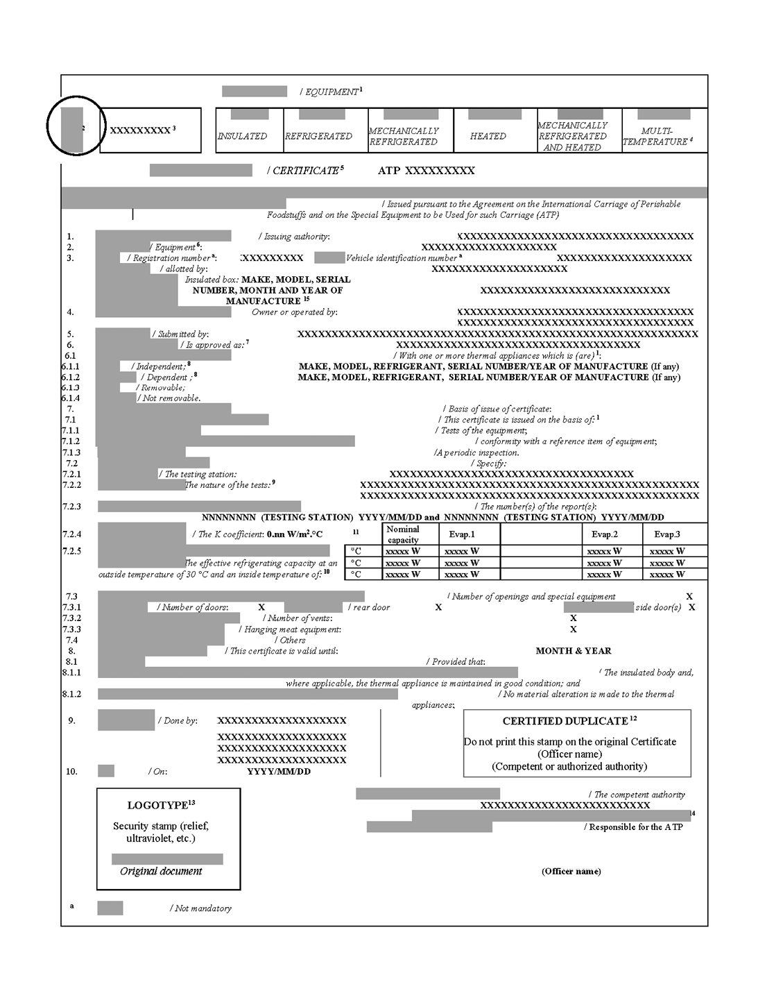 / EQUIPMENT 1
2
XXXXXXXXX 3
INSULATED
REFRIGERATED
MECHANICALLY
REFRIGERATED
HEATED
MECHANICALLY
REFRIGERATED
AND HEATED
MULTI-
TEMPERATURE 4
/ CERTIFICATE 5 ATP XXXXXXXXX
/ Issued pursuant to the Agreement on the International Carriage of Perishable
Foodstuffs and on the Special Equipment to be Used for such Carriage (ATP)
1. / Issuing authority: XXXXXXXXXXXXXXXXXXXXXXXXXXXXXXXXXXX
2. / Equipment 6: XXXXXXXXXXXXXXXXXXXX
3. / Registration number a: XXXXXXXXX Vehicle identification number a XXXXXXXXXXXXXXXXXXXX
/ allotted by: XXXXXXXXXXXXXXXXXXXX
Insulated box: MAKE, MODEL, SERIAL
NUMBER, MONTH AND YEAR OF
MANUFACTURE 15 XXXXXXXXXXXXXXXXXXXXXXXXXXXX
4. Owner or operated by: XXXXXXXXXXXXXXXXXXXXXXXXXXXXXXXXXXX
XXXXXXXXXXXXXXXXXXXXXXXXXXXXXXXXXXX
5. / Submitted by: XXXXXXXXXXXXXXXXXXXXXXXXXXXXXXXXXXXXXXXXXXXXXXXXXXXXXXXXXXX
6. / Is approved as: 7 XXXXXXXXXXXXXXXXXXXXXXXXXXXXXXXXXXXX
6.1 / With one or more thermal appliances which is (are) 1:
6.1.1 / Independent; 8 MAKE, MODEL, REFRIGERANT, SERIAL NUMBER/YEAR OF MANUFACTURE (If any)
6.1.2 / Dependent ; 8 MAKE, MODEL, REFRIGERANT, SERIAL NUMBER/YEAR OF MANUFACTURE (If any)
6.1.3 / Removable;
6.1.4 / Not removable.
7. / Basis of issue of certificate:
7.1 / This certificate is issued on the basis of: 1
7.1.1 / Tests of the equipment;
7.1.2 / conformity with a reference item of equipment;
7.1.3 /A periodic inspection.
7.2 / Specify:
7.2.1 / The testing station: XXXXXXXXXXXXXXXXXXXXXXXXXXXXXXXXXXXX
7.2.2 The nature of the tests: 9 XXXXXXXXXXXXXXXXXXXXXXXXXXXXXXXXXXXXXXXXXXXXXXXXXX
XXXXXXXXXXXXXXXXXXXXXXXXXXXXXXXXXXXXXXXXXXXXXXXXXX
7.2.3 / The number(s) of the report(s):
NNNNNNNN (TESTING STATION) YYYY/MM/DD and NNNNNNNN (TESTING STATION) YYYY/MM/DD
7.2.4 / The K coefficient: 0.nn W/m2.°C 11 Nominal capacity Evap.1 Evap.2 Evap.3
7.2.5 °C xxxxx W xxxxx W xxxxx W xxxxx W
The effective refrigerating capacity at an °C xxxxx W xxxxx W xxxxx W xxxxx W
outside temperature of 30 °C and an inside temperature of: 10 °C xxxxx W xxxxx W xxxxx W xxxxx W
7.3 / Number of openings and special equipment X
7.3.1 / Number of doors: X / rear door X side door(s) X
7.3.2 / Number of vents: X
7.3.3 / Hanging meat equipment: X
7.4 / Others
8. / This certificate is valid until: MONTH & YEAR
8.1 / Provided that:
8.1.1 / The insulated body and,
where applicable, the thermal appliance is maintained in good condition; and
8.1.2 / No material alteration is made to the thermal
appliances;
9. / Done by: XXXXXXXXXXXXXXXXXXX
XXXXXXXXXXXXXXXXXXX
XXXXXXXXXXXXXXXXXXX
XXXXXXXXXXXXXXXXXXX
10. / On: YYYY/MM/DD
CERTIFIED DUPLICATE 12
Do not print this stamp on the original Certificate
(Officer name)
(Competent or authorized authority)
LOGOTYPE 13
Security stamp (relief,
ultraviolet, etc.)
Original document
/ The competent authority
XXXXXXXXXXXXXXXXXXXXXXXXX
14
/ Responsible for the ATP
(Officer name)
a / Not mandatory